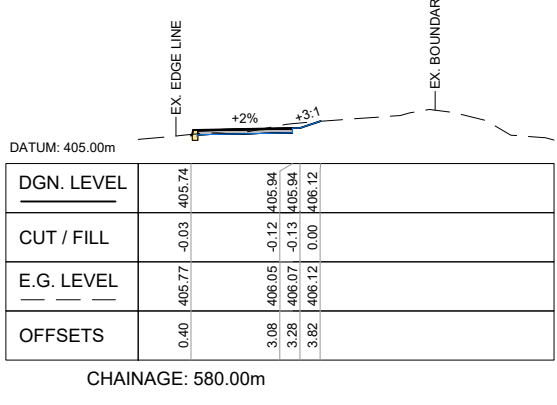 EX. EDGE LINE
EX. BOUNDAR
+2%
+3:1
DATUM: 405.00m
DGN. LEVEL 405.74 405.94 405.94 406.12
CUT / FILL -0.03 -0.12 -0.13 0.00
E.G. LEVEL 405.77 406.05 406.07 406.12
OFFSETS 0.40 3.08 3.28 3.82
CHAINAGE: 580.00m